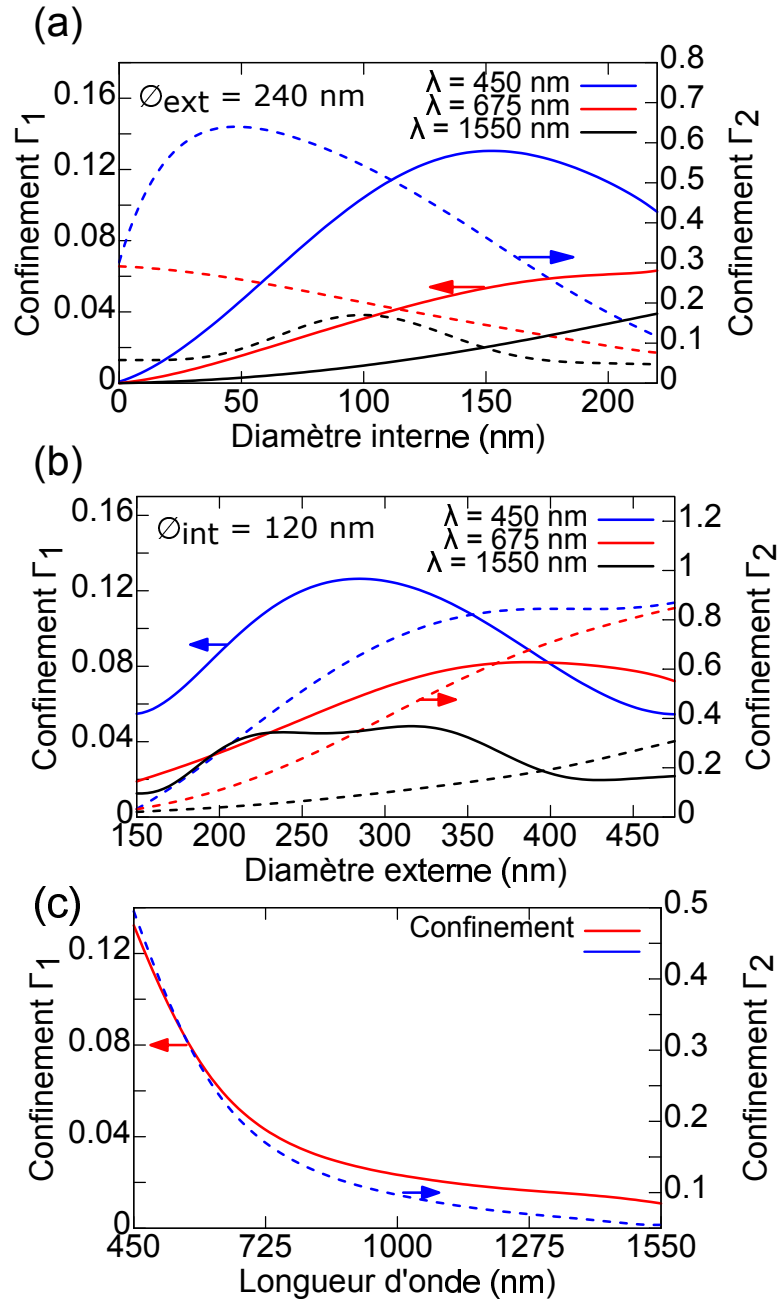 (a)
∅ext = 240 nm
λ = 450 nm
λ = 675 nm
λ = 1550 nm
Confinement Γ1
0.16
0.12
0.08
0.04
0
0.8
0.7
0.6
0.5
0.4
0.3
0.2
0.1
0
Confinement Γ2
0 50 100 150 200
Diamètre interne (nm)
(b)
∅int = 120 nm
λ = 450 nm
λ = 675 nm
λ = 1550 nm
Confinement Γ1
0.16
0.12
0.08
0.04
0
1.2
1
0.8
0.6
0.4
0.2
0
Confinement Γ2
150 200 250 300 350 400 450
Diamètre externe (nm)
(c)
Confinement
Confinement Γ1
0.12
0.08
0.04
0
0.5
0.4
0.3
0.2
0.1
Confinement Γ2
450 725 1000 1275 1550
Longueur d'onde (nm)